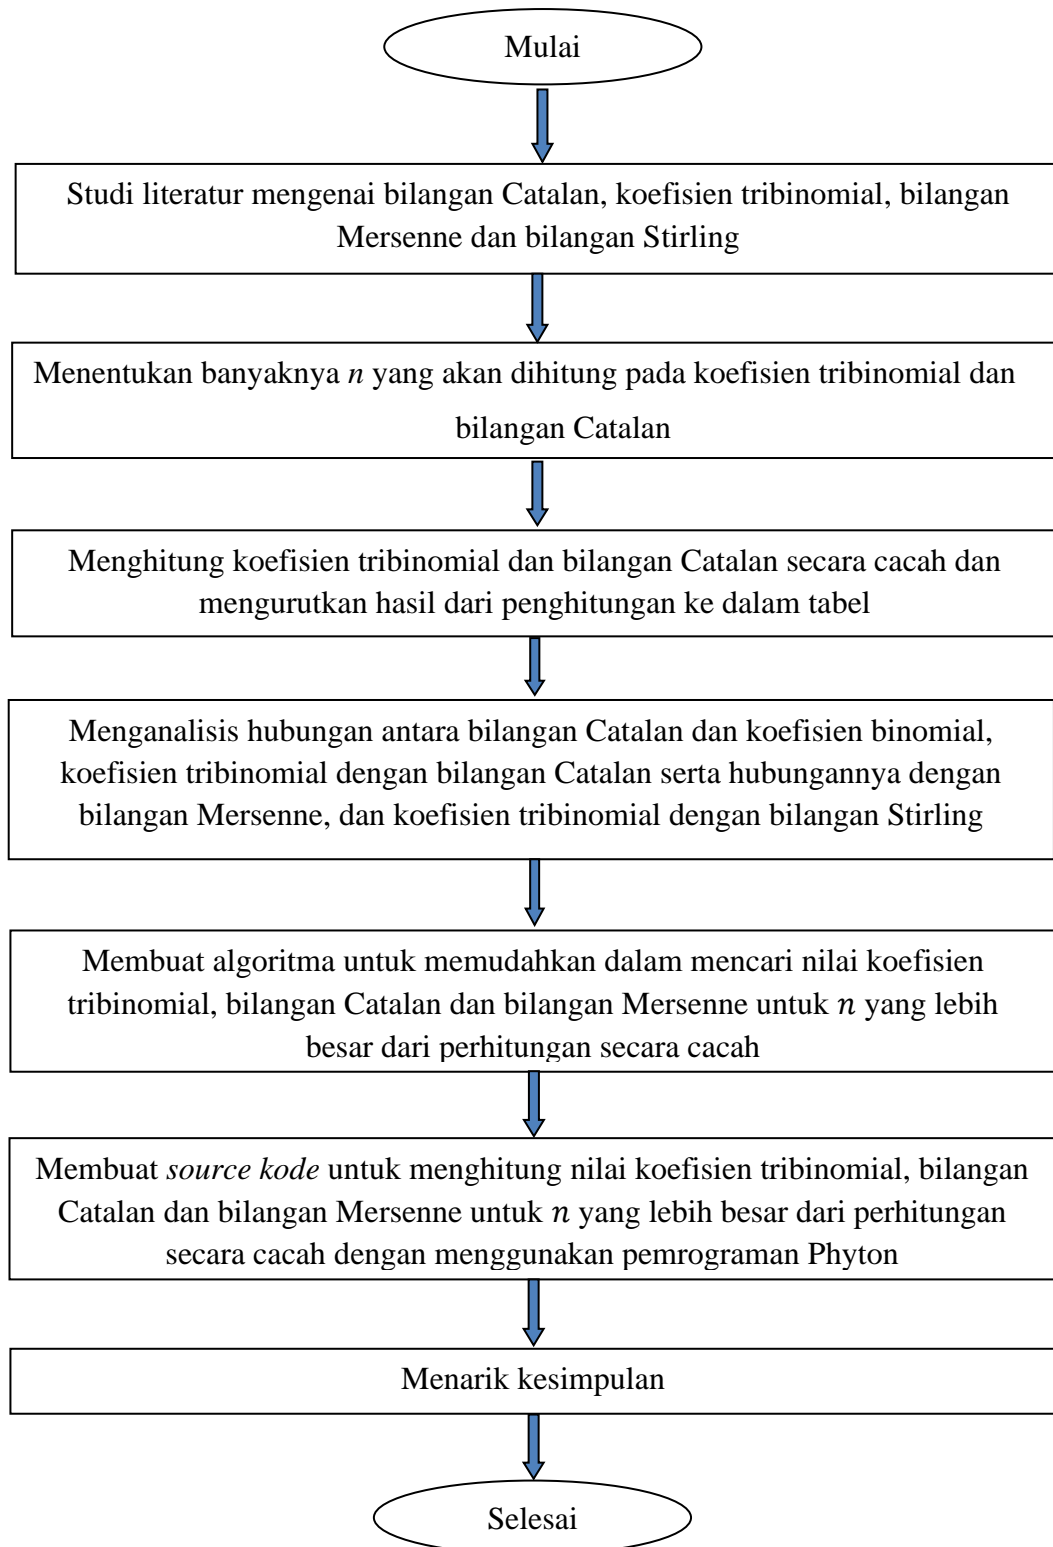 Mulai
Studi literatur mengenai bilangan Catalan, koefisien tribinomial, bilangan
Mersenne dan bilangan Stirling
Menentukan banyaknya n yang akan dihitung pada koefisien tribinomial dan
bilangan Catalan
Menghitung koefisien tribinomial dan bilangan Catalan secara cacah dan
mengurutkan hasil dari penghitungan ke dalam tabel
Menganalisis hubungan antara bilangan Catalan dan koefisien binomial,
koefisien tribinomial dengan bilangan Catalan serta hubungannya dengan
bilangan Mersenne, dan koefisien tribinomial dengan bilangan Stirling
Membuat algoritma untuk memudahkan dalam mencari nilai koefisien
tribinomial, bilangan Catalan dan bilangan Mersenne untuk n yang lebih
besar dari perhitungan secara cacah
Membuat source kode untuk menghitung nilai koefisien tribinomial, bilangan
Catalan dan bilangan Mersenne untuk n yang lebih besar dari perhitungan
secara cacah dengan menggunakan pemrograman Phyton
Menarik kesimpulan
Selesai